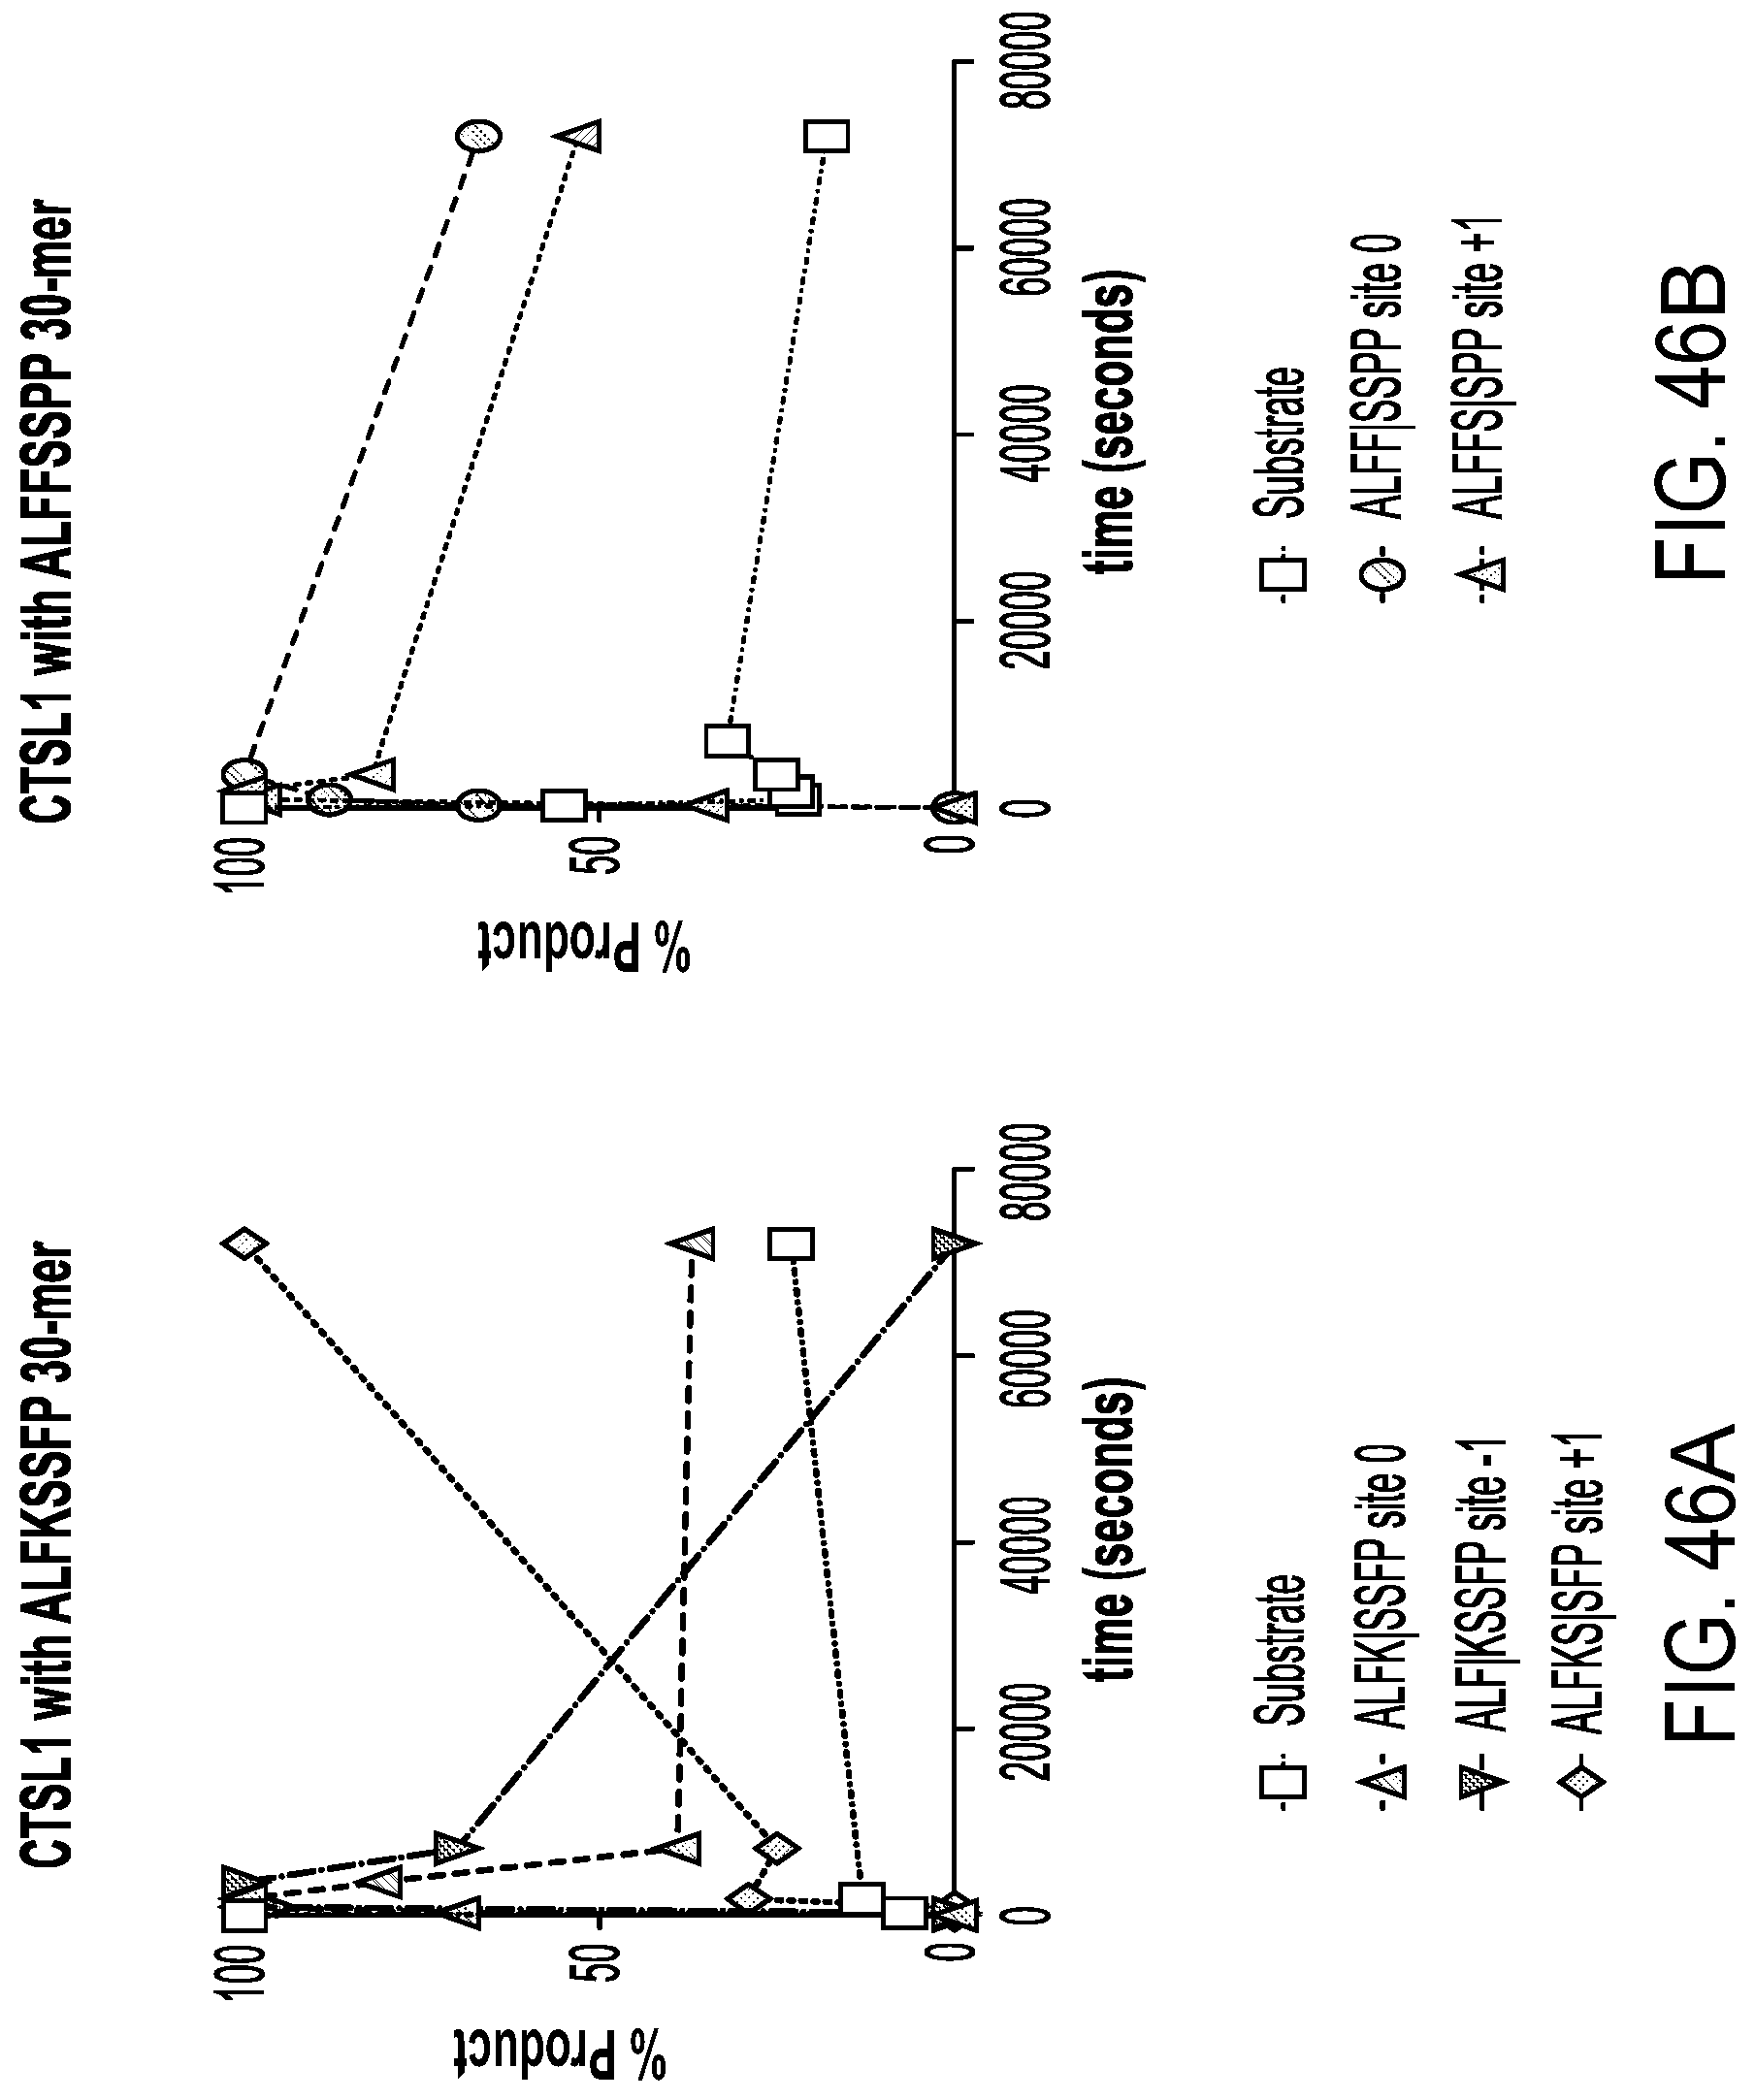 CTSL1 with ALFKSSFP 30-mer
% Product
100
50
0
0
20000
40000
60000
80000
time (seconds)
Substrate
ALFK|SSFP site 0
ALF|KSSFP site -1
ALFKS|SFP site +1
FIG. 46A
CTSL1 with ALFFSSPP 30-mer
% Product
100
50
0
0
20000
40000
60000
80000
time (seconds)
Substrate
ALFF|SSPP site 0
ALFFS|SPP site +1
FIG. 46B